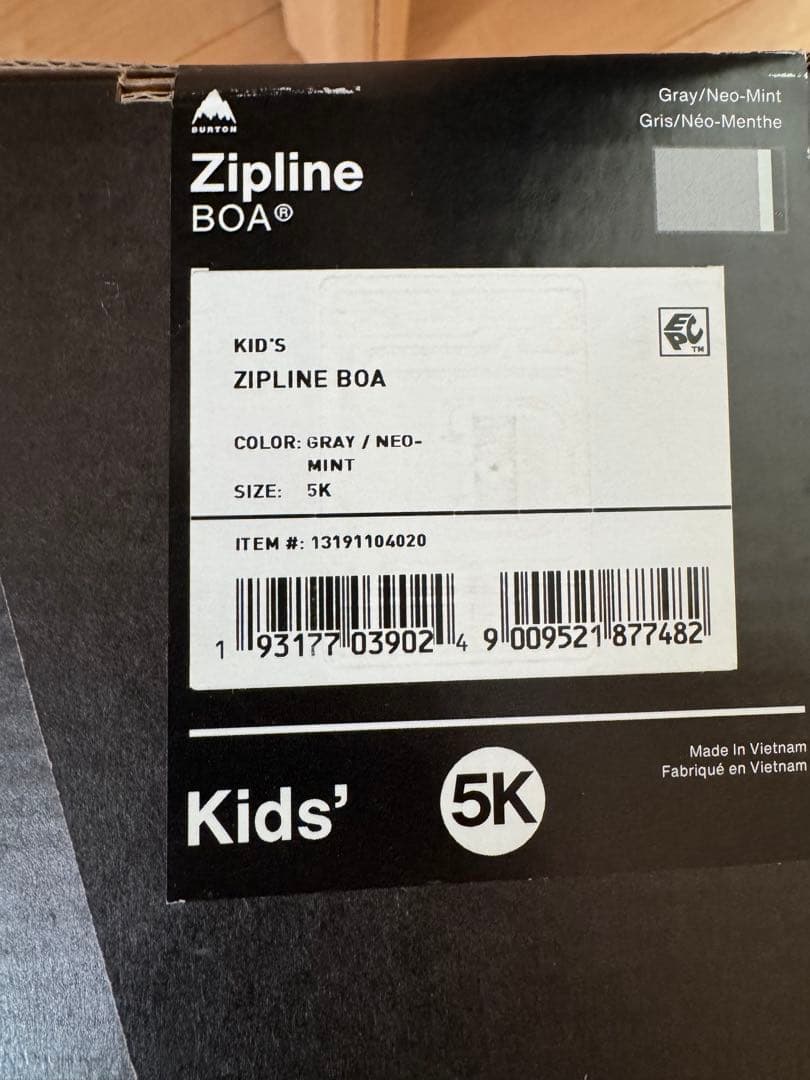 BURTON
Zipline
BOA®
Gray/Neo-Mint
Gris/Néo-Menthe
KID'S
ZIPLINE BOA
EPC™
COLOR: GRAY / NEO-
MINT
SIZE: 5K
ITEM #: 13191104020
1 93177 03902 4
9 009521 877482
Made In Vietnam
Fabriqué en Vietnam
Kids’
5K